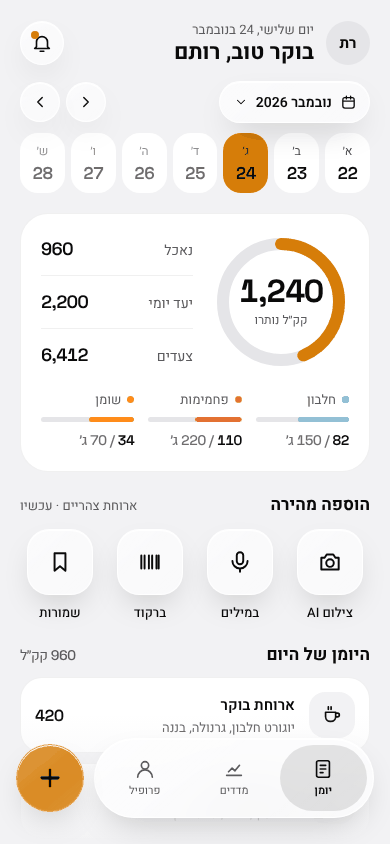 יום שלישי, 24 בנובמבר
בוקר טוב, רותם
רת
נובמבר 2026
א׳ ב׳ ג׳ ד׳ ה׳ ו׳ ש׳
22 23 24 25 26 27 28
1,240
קק״ל נותרו
נאכל 960
יעד יומי 2,200
צעדים 6,412
חלבון פחמימות שומן
82 / 150 ג׳ 110 / 220 ג׳ 34 / 70 ג׳
הוספה מהירה ארוחת צהריים · עכשיו
צילום AI במילים ברקוד שמורות
היומן של היום 960 קק״ל
ארוחת בוקר 420
יוגורט חלבון, גרנולה, בננה
יומן מדדים פרופיל